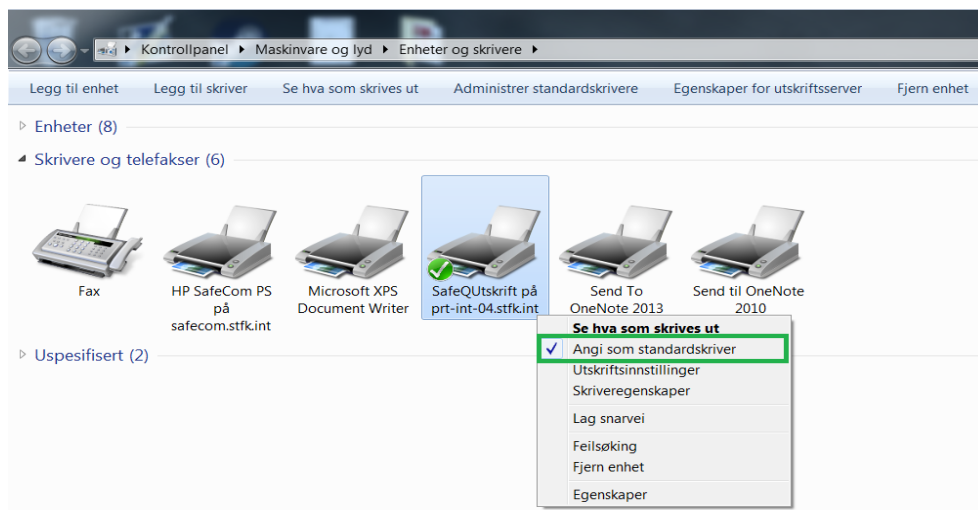 Kontrollpanel Maskinvare og lyd Enheter og skrivere
Legg til enhet Legg til skriver Se hva som skrives ut Administrer standardskrivere Egenskaper for utskriftsserver Fjern enhet
Enheter (8)
Skrivere og telefakser (6)
Fax
HP SafeCom PS
på
safecom.stfk.int
Microsoft XPS
Document Writer
SafeQUtskrift på
prt-int-04.stfk.int
Send To
OneNote 2013
Send til OneNote
2010
Se hva som skrives ut
Angi som standardskriver
Utskriftsinnstillinger
Skriveregenskaper
Lag snarvei
Feilsøking
Fjern enhet
Egenskaper
Uspesifisert (2)